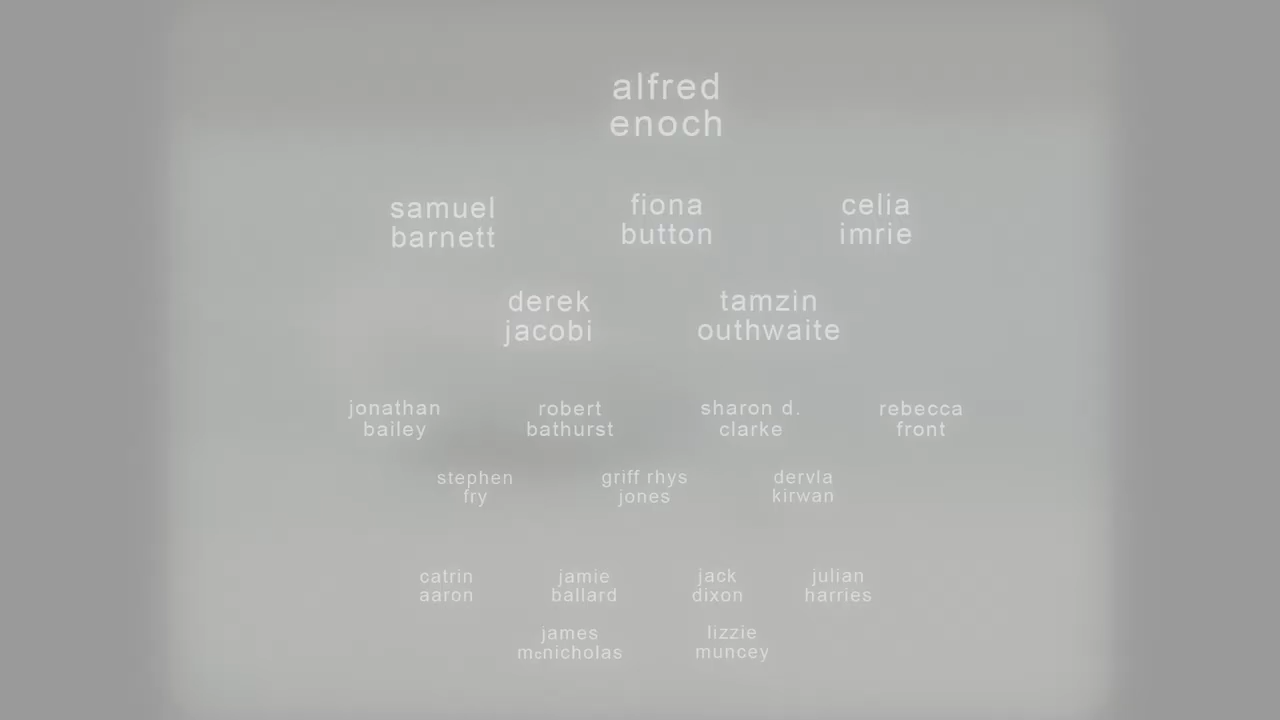 alfred
enoch
samuel
barnett
fiona
button
celia
imrie
derek
jacobi
tamzin
outhwaite
jonathan
bailey
robert
bathurst
sharon d.
clarke
rebecca
front
stephen
fry
griff rhys
jones
dervla
kirwan
catrin
aaron
jamie
ballard
jack
dixon
julian
harries
james
mcnicholas
lizzie
muncey